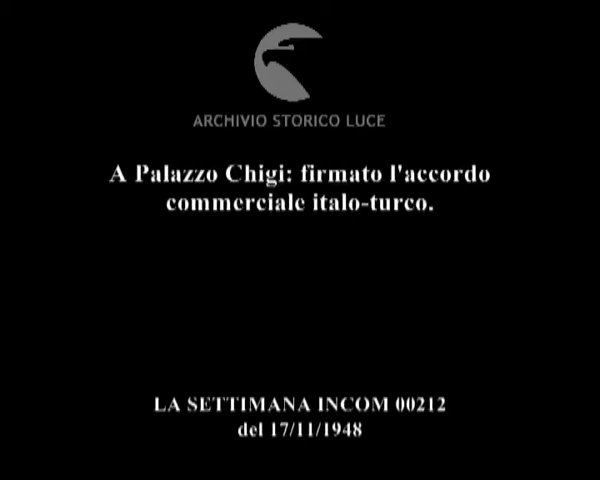 ARCHIVIO STORICO LUCE
A Palazzo Chigi: firmato l'accordo
commerciale italo-turco.
LA SETTIMANA INCOM 00212
del 17/11/1948